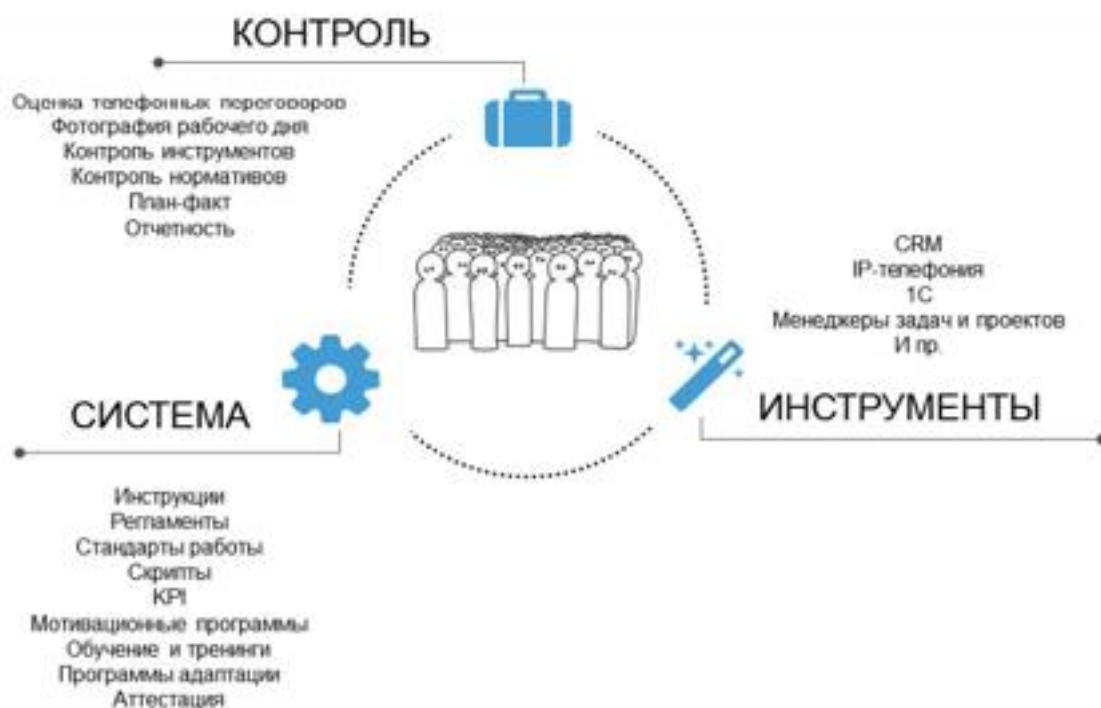 КОНТРОЛЬ
Оценка телефонных переговоров
Фотография рабочего дня
Контроль инструментов
Контроль нормативов
План-факт
Отчетность
CRM
IP-телефония
1С
Менеджеры задач и проектов
И пр.
ИНСТРУМЕНТЫ
СИСТЕМА
Инструкции
Регламенты
Стандарты работы
Скрипты
KPI
Мотивационные программы
Обучение и тренинги
Программы адаптации
Аттестация